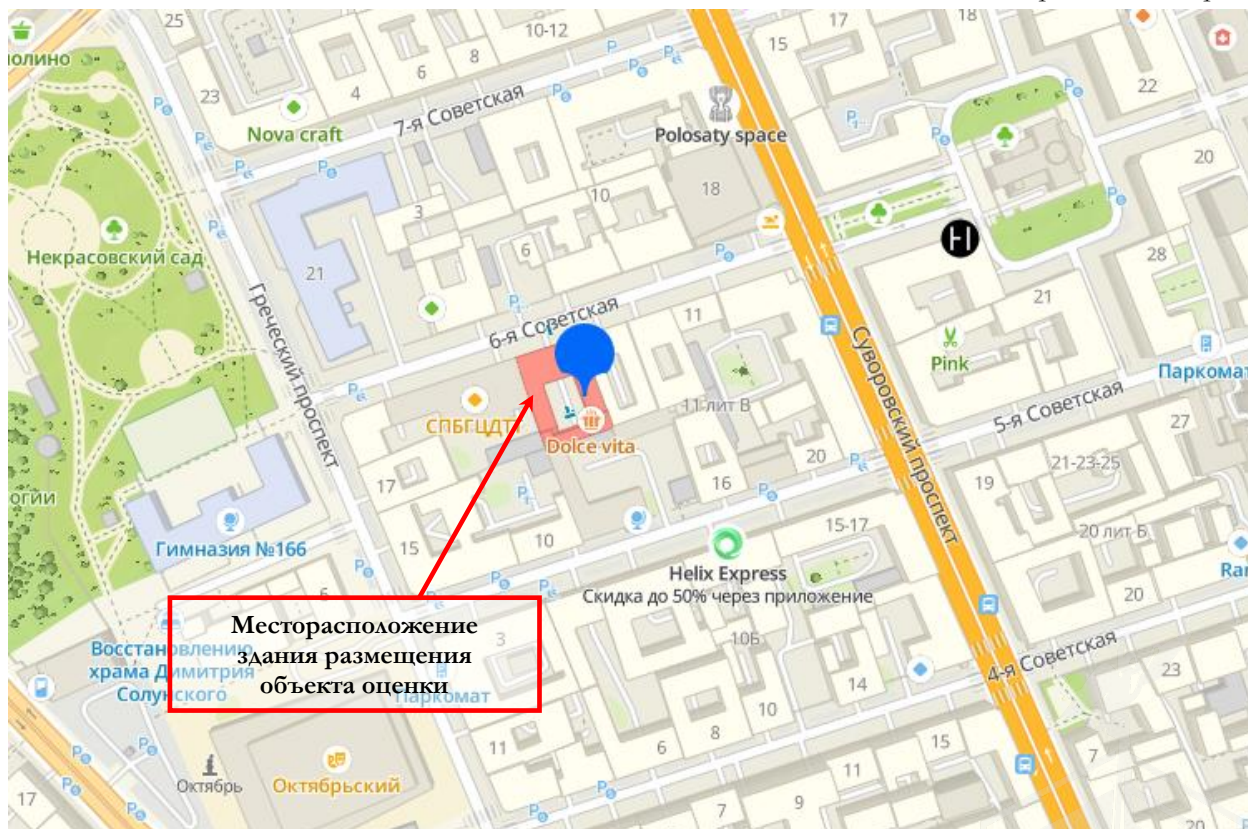 25
10-12
17
18
15
6
8
олино
4
23
22
Nova craft
7-я Советская
Polosaty space
20
10
18
3
6
Некрасовский сад
21
28
21
Греческий проспект
6-я Советская
11
Pink
Паркомат
СПБГЦДТТ
11 лит В
5-я Советская
Dolce vita
27
Суворовский проспект
20
21-23-25
17
16
19
огии
15-17
20 лит Б
Гимназия №166
15
10
Helix Express
Скидка до 50% через приложение
Ran
20
6
Месторасположение
здания размещения
объекта оценки
3
Восстановлению
храма Димитрия
Солунского
Паркомат
10Б
4-я Советская
23
14
10
11
6
8
15
7
Октябрь
Октябрьский
11
17
9
7
20